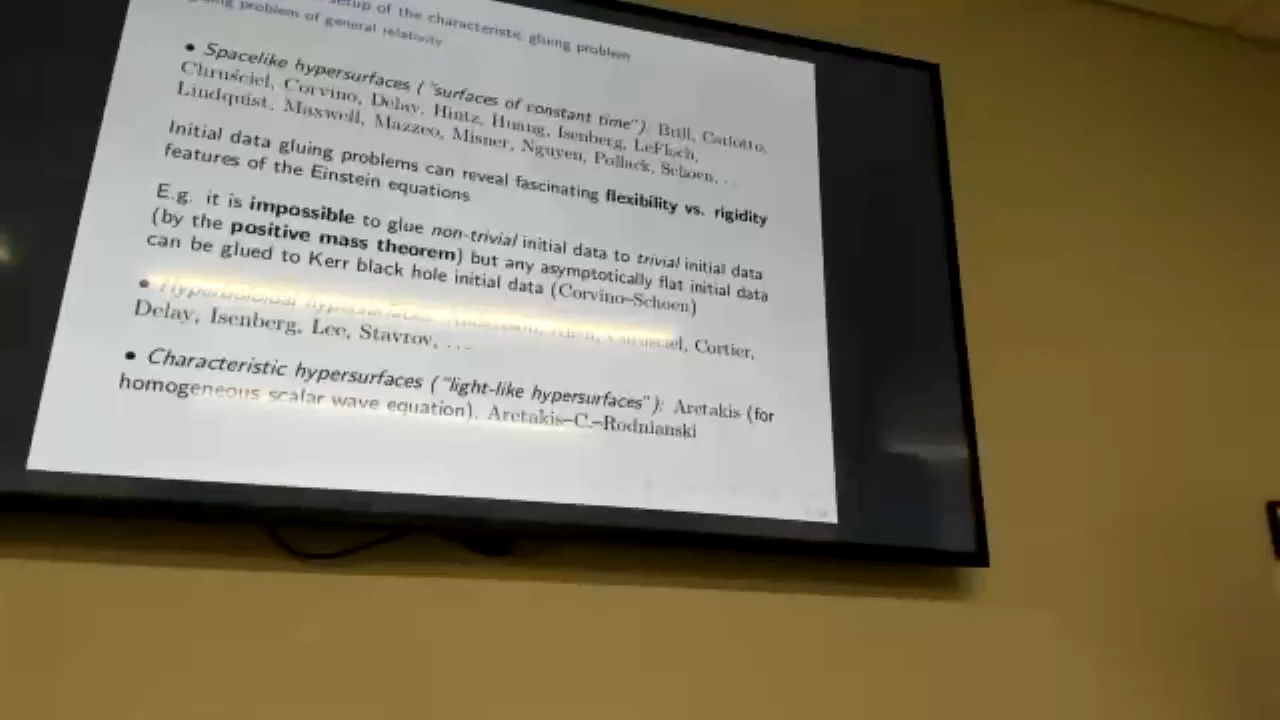 setup of the characteristic gluing problem
gluing problem of general relativity
• Spacelike hypersurfaces ( "surfaces of constant time"): Carlotto,
Chruściel, Corvino, Delay, Hintz, Huang, Isenberg, LeFloch,
Lindquist, Maxwell, Mazzeo, Misner, Nguyen, Pollack, Schoen, ...
Initial data gluing problems can reveal fascinating flexibility vs. rigidity
features of the Einstein equations
E.g. it is impossible to glue non-trivial initial data to trivial initial data
(by the positive mass theorem) but any asymptotically flat initial data
can be glued to Kerr black hole initial data (Corvino–Schoen)
• Hyperboloidal Cortier,
Delay, Isenberg, Lee, Stavrov, ...
• Characteristic hypersurfaces ( "light-like hypersurfaces"): Aretakis (for
homogeneous scalar wave equation), Aretakis–C.–Rodnianski